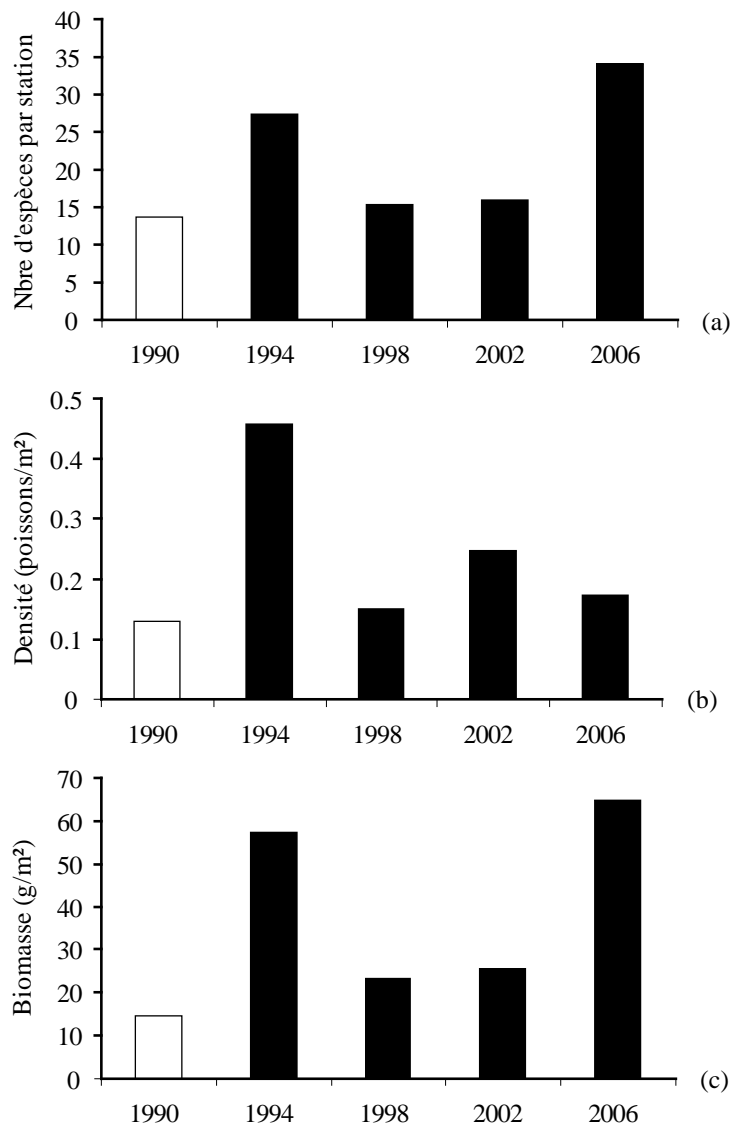 Nbre d'espèces par station
40
35
30
25
20
15
10
5
0
1990 1994 1998 2002 2006
(a)
Densité (poissons/m²)
0.5
0.4
0.3
0.2
0.1
0
1990 1994 1998 2002 2006
(b)
Biomasse (g/m²)
70
60
50
40
30
20
10
0
1990 1994 1998 2002 2006
(c)